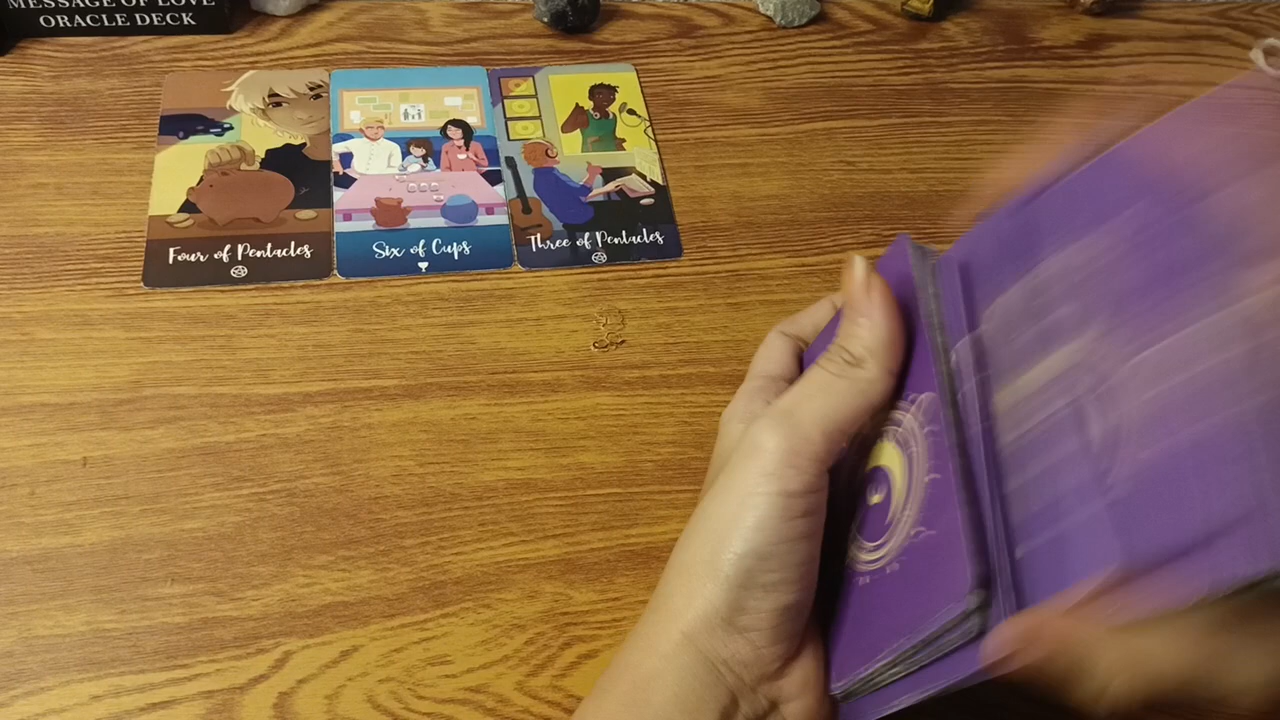 MESSAGE OF LOVE
ORACLE DECK
Four of Pentacles
Six of Cups
Three of Pentacles